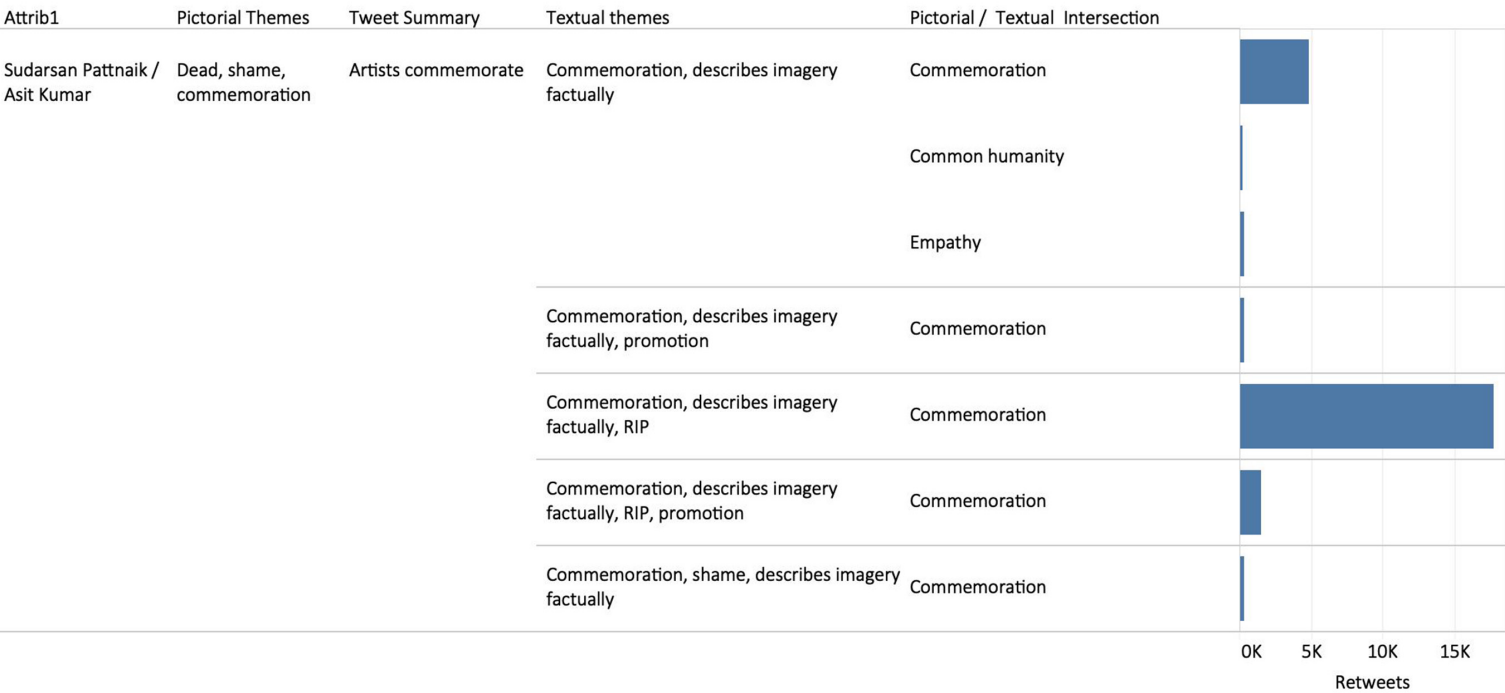 Attrib1 Pictorial Themes Tweet Summary Textual themes Pictorial / Textual Intersection
Sudarsan Pattnaik /
Asit Kumar
Dead, shame,
commemoration
Artists commemorate
Commemoration, describes imagery
factually
Commemoration
Common humanity
Empathy
Commemoration, describes imagery
factually, promotion
Commemoration
Commemoration, describes imagery
factually, RIP
Commemoration
Commemoration, describes imagery
factually, RIP, promotion
Commemoration
Commemoration, shame, describes imagery
factually
Commemoration
0K 5K 10K 15K
Retweets